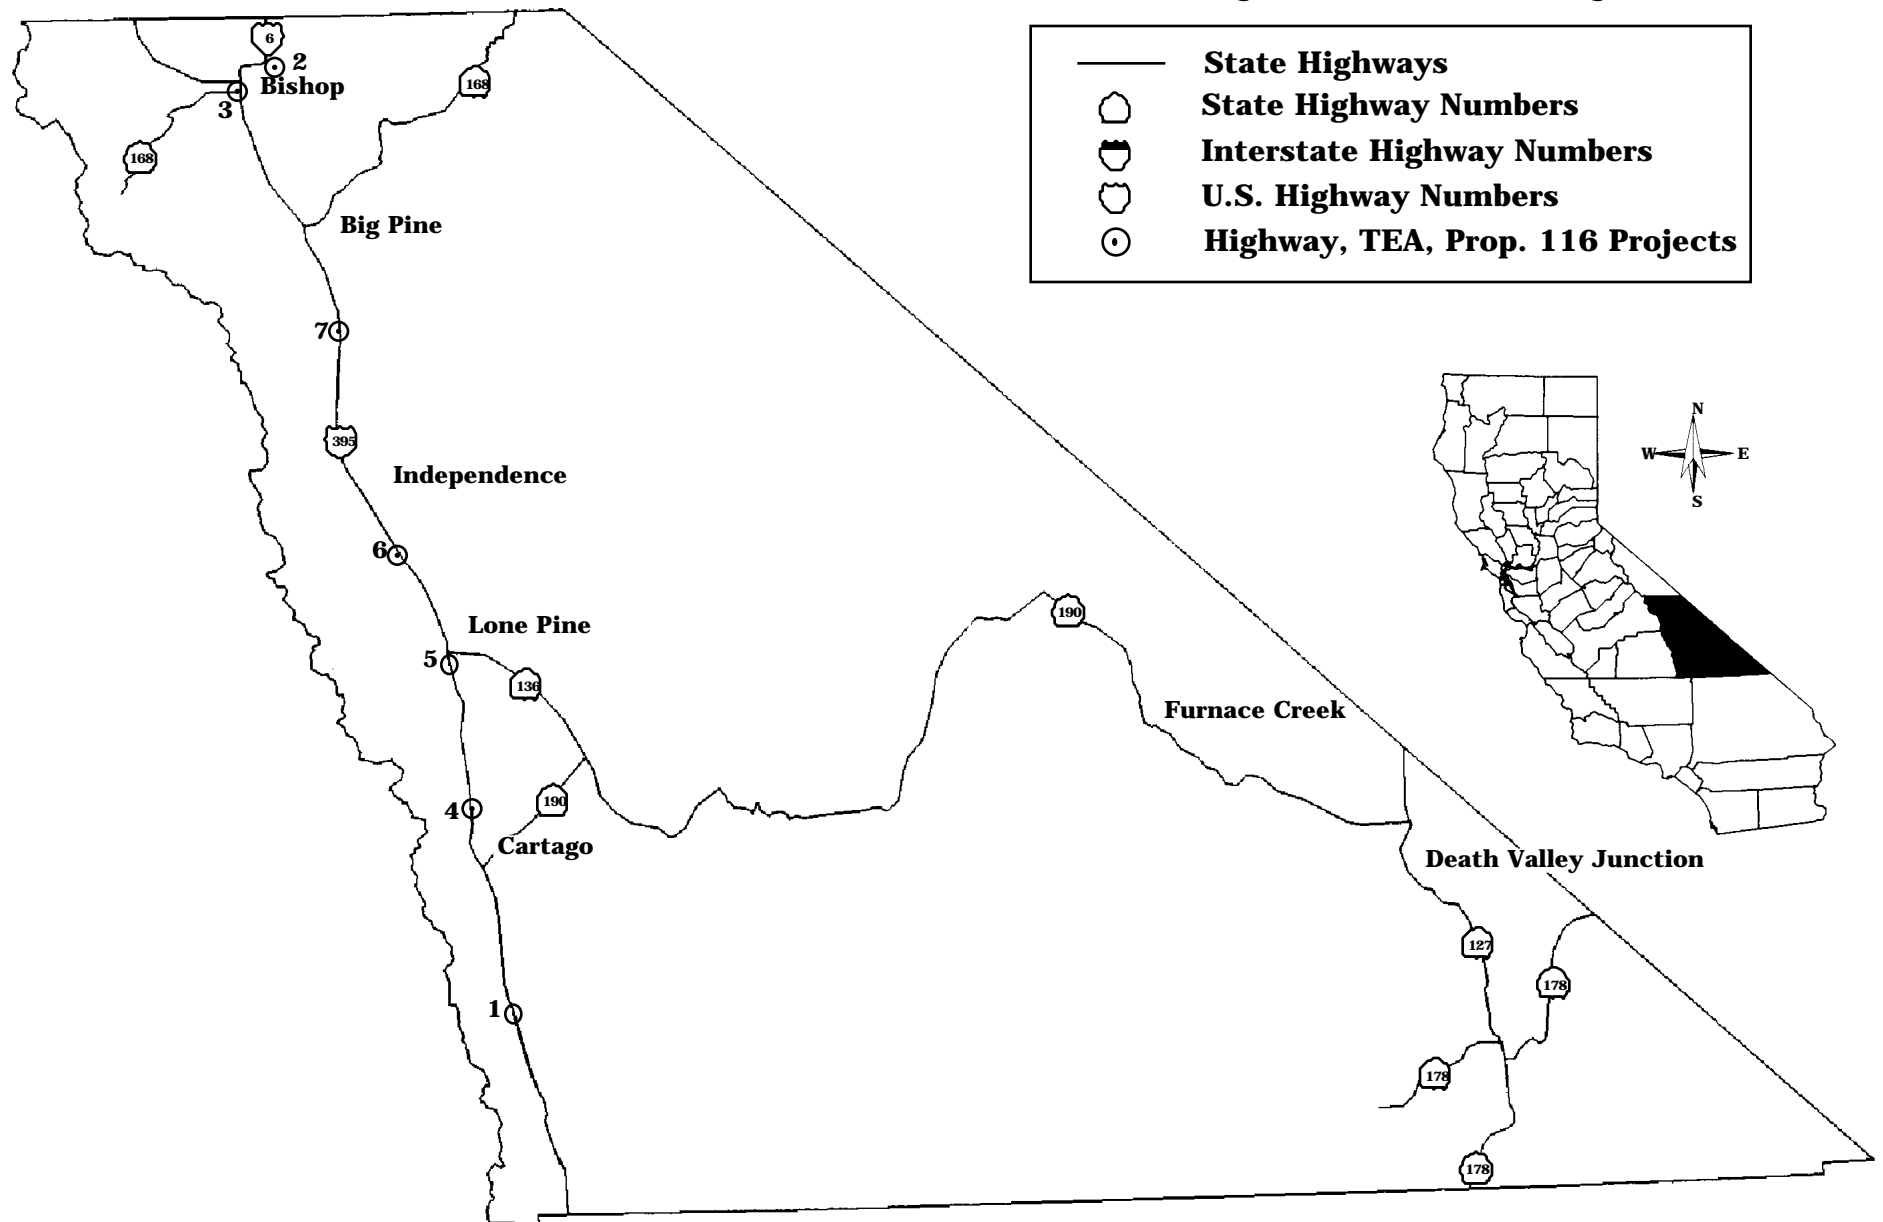 State Highways
State Highway Numbers
Interstate Highway Numbers
U.S. Highway Numbers
Highway, TEA, Prop. 116 Projects
6
2
Bishop
3
168
168
Big Pine
7
395
Independence
6
Lone Pine
5
136
190
4
190
Cartago
Furnace Creek
Death Valley Junction
1
127
178
178
178
N
W
E
S